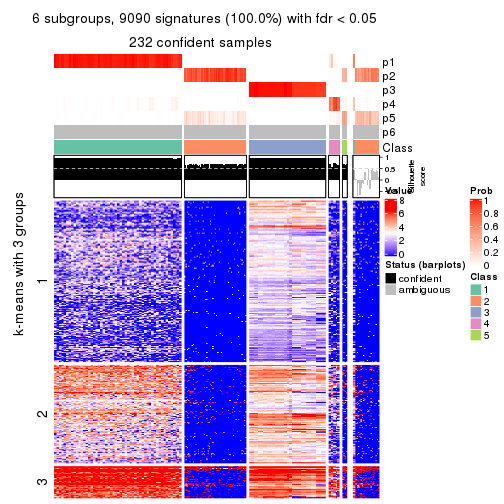 6 subgroups, 9090 signatures (100.0%) with fdr < 0.05
232 confident samples
p1
p2
p3
p4
p5
p6
Class
1
0.5
0
Silhouette
score
k-means with 3 groups
1
2
3
Value
8
6
4
2
0
Status (barplots)
confident
ambiguous
Prob
1
0.8
0.6
0.4
0.2
0
Class
1
2
3
4
5